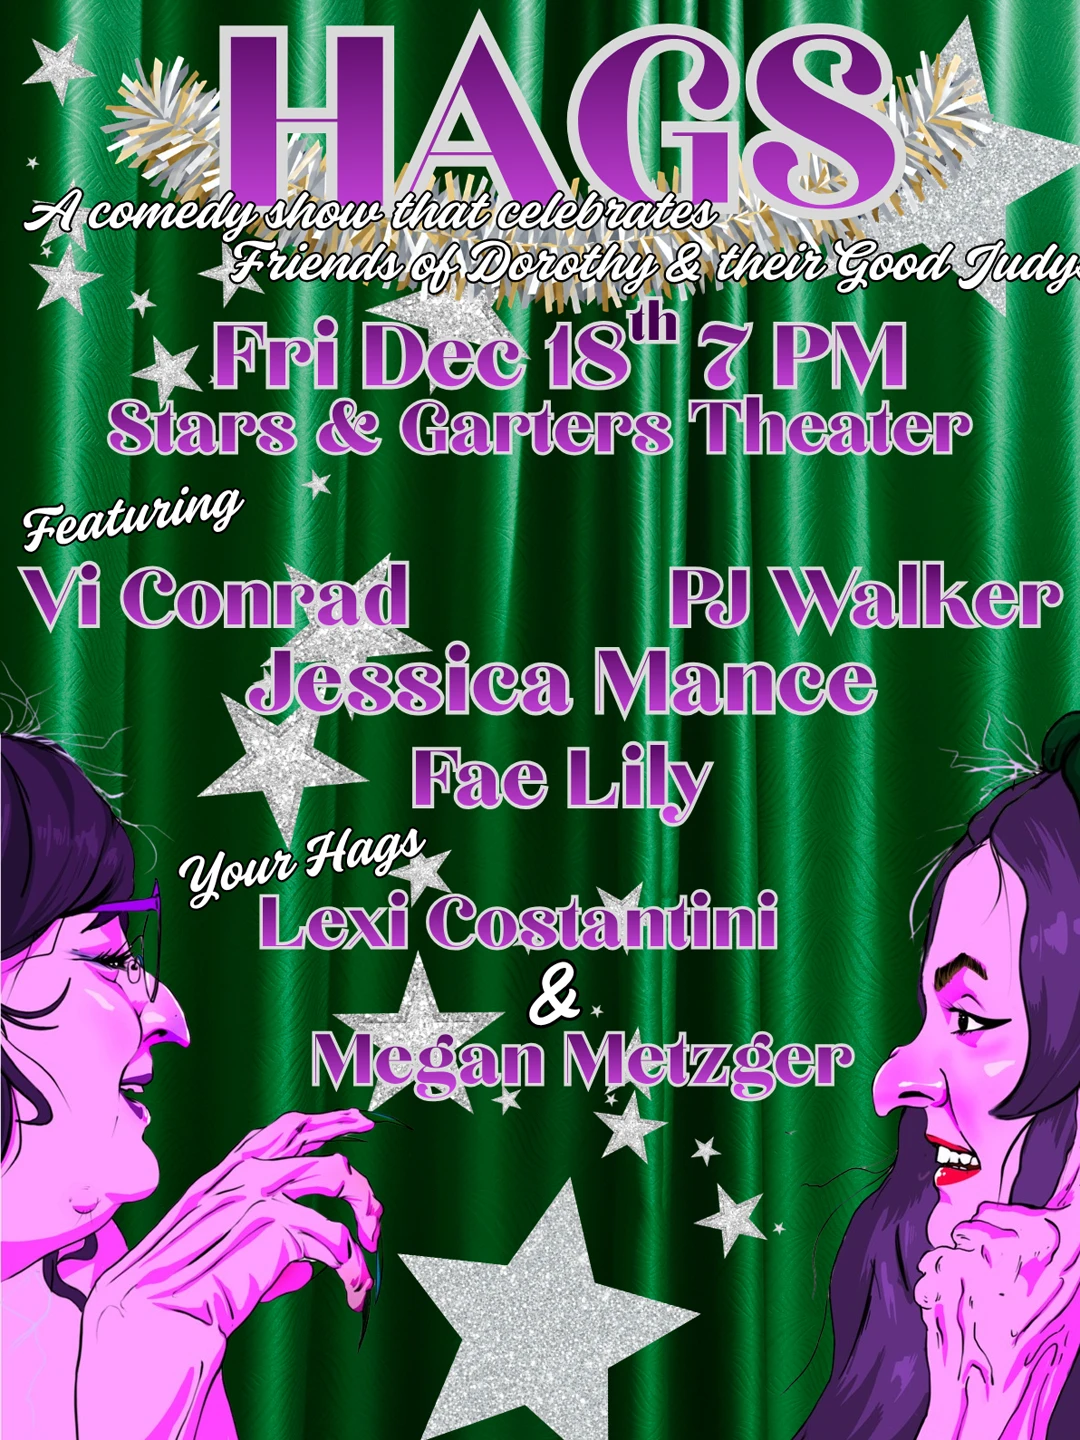 HAGS
A comedy show that celebrates
Friends of Dorothy & their Good Judys
Fri Dec 18th 7 PM
Stars & Garters Theater
Featuring
Vi Conrad PJ Walker
Jessica Mance
Fae Lily
Your Hags
Lexi Costantini
&
Megan Metzger